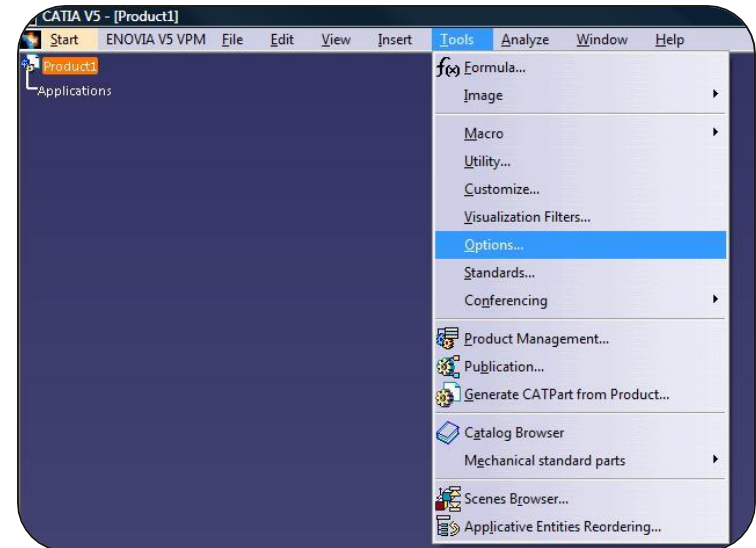 CATIA V5 - [Product1]
Start ENOVIA V5 VPM File Edit View Insert Tools Analyze Window Help
Product1
Applications
f(x) Formula...
Image
Macro
Utility...
Customize...
Visualization Filters...
Options...
Standards...
Conferencing
Product Management...
Publication...
Generate CATPart from Product...
Catalog Browser
Mechanical standard parts
Scenes Browser...
Applicative Entities Reordering...